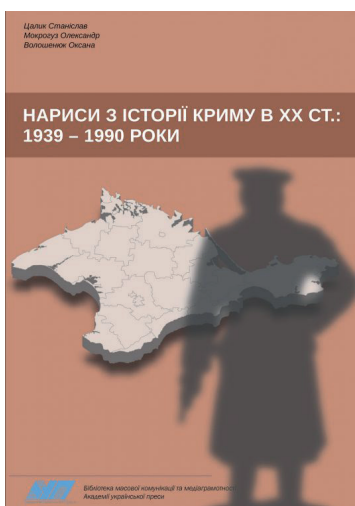 Цалик Станіслав
Мокрогуз Олександр
Волошенюк Оксана
НАРИСИ З ІСТОРІЇ КРИМУ В ХХ СТ.:
1939 – 1990 РОКИ
Бібліотека масової комунікації та медіаграмотності
Академії української преси